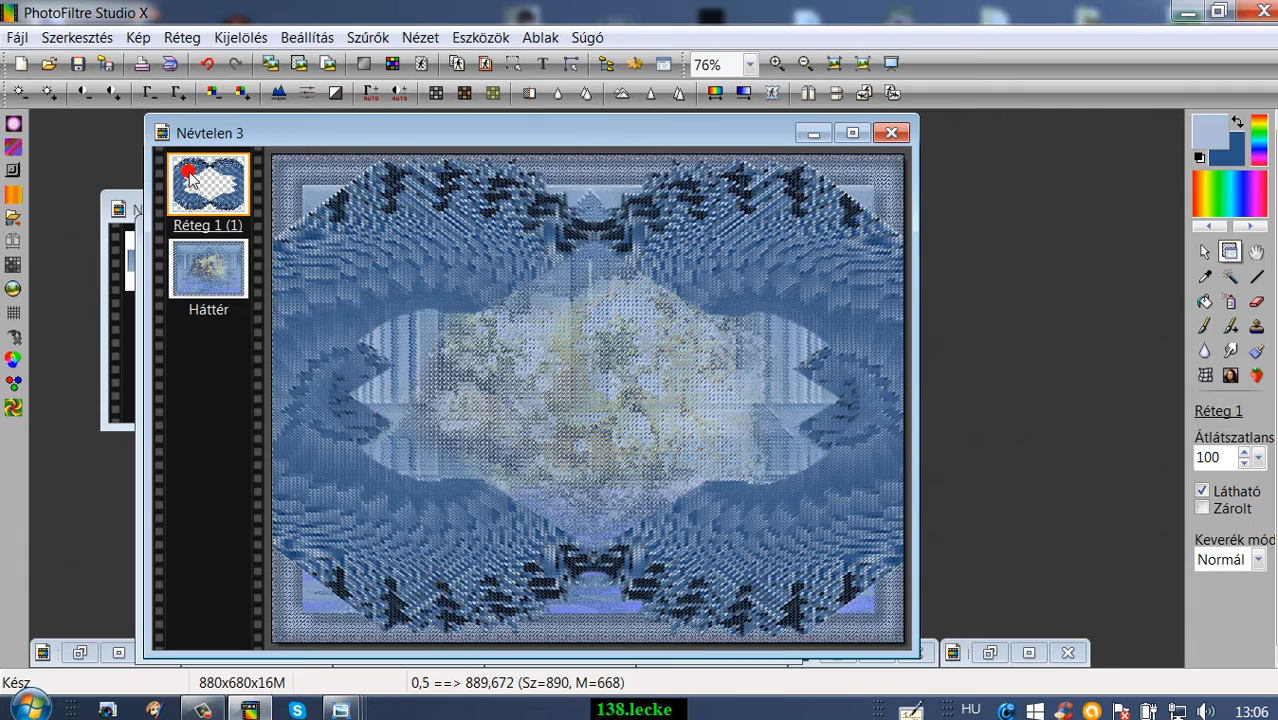 PhotoFiltre Studio X
Fájl Szerkesztés Kép Réteg Kijelölés Beállítás Szűrők Nézet Eszközök Ablak Súgó
76%
AUTO AUTO
Névtelen 3
Réteg 1 (1)
Háttér
Réteg 1
Átlátszatlans
100
Látható
Zárolt
Keverék mód
Normál
Kész
880x680x16M
0,5 ==> 889,672 (Sz=890, M=668)
138.lecke
HU
13:06